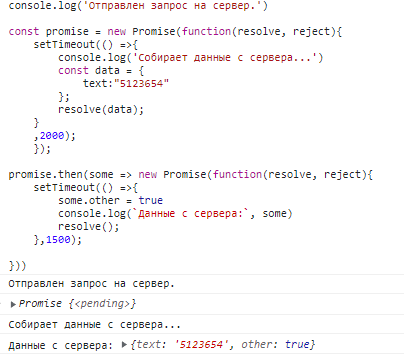 console.log('Отправлен запрос на сервер.')
const promise = new Promise(function(resolve, reject){
setTimeout(() =>{
console.log('Собирает данные с сервера...')
const data = {
text:"5123654"
};
resolve(data);
}
,2000);
});
promise.then(some => new Promise(function(resolve, reject){
setTimeout(() =>{
some.other = true
console.log(`Данные с сервера:`, some)
resolve();
},1500);
}))
Отправлен запрос на сервер.
▶Promise {<pending>}
Собирает данные с сервера...
Данные с сервера: ▶{text: '5123654', other: true}